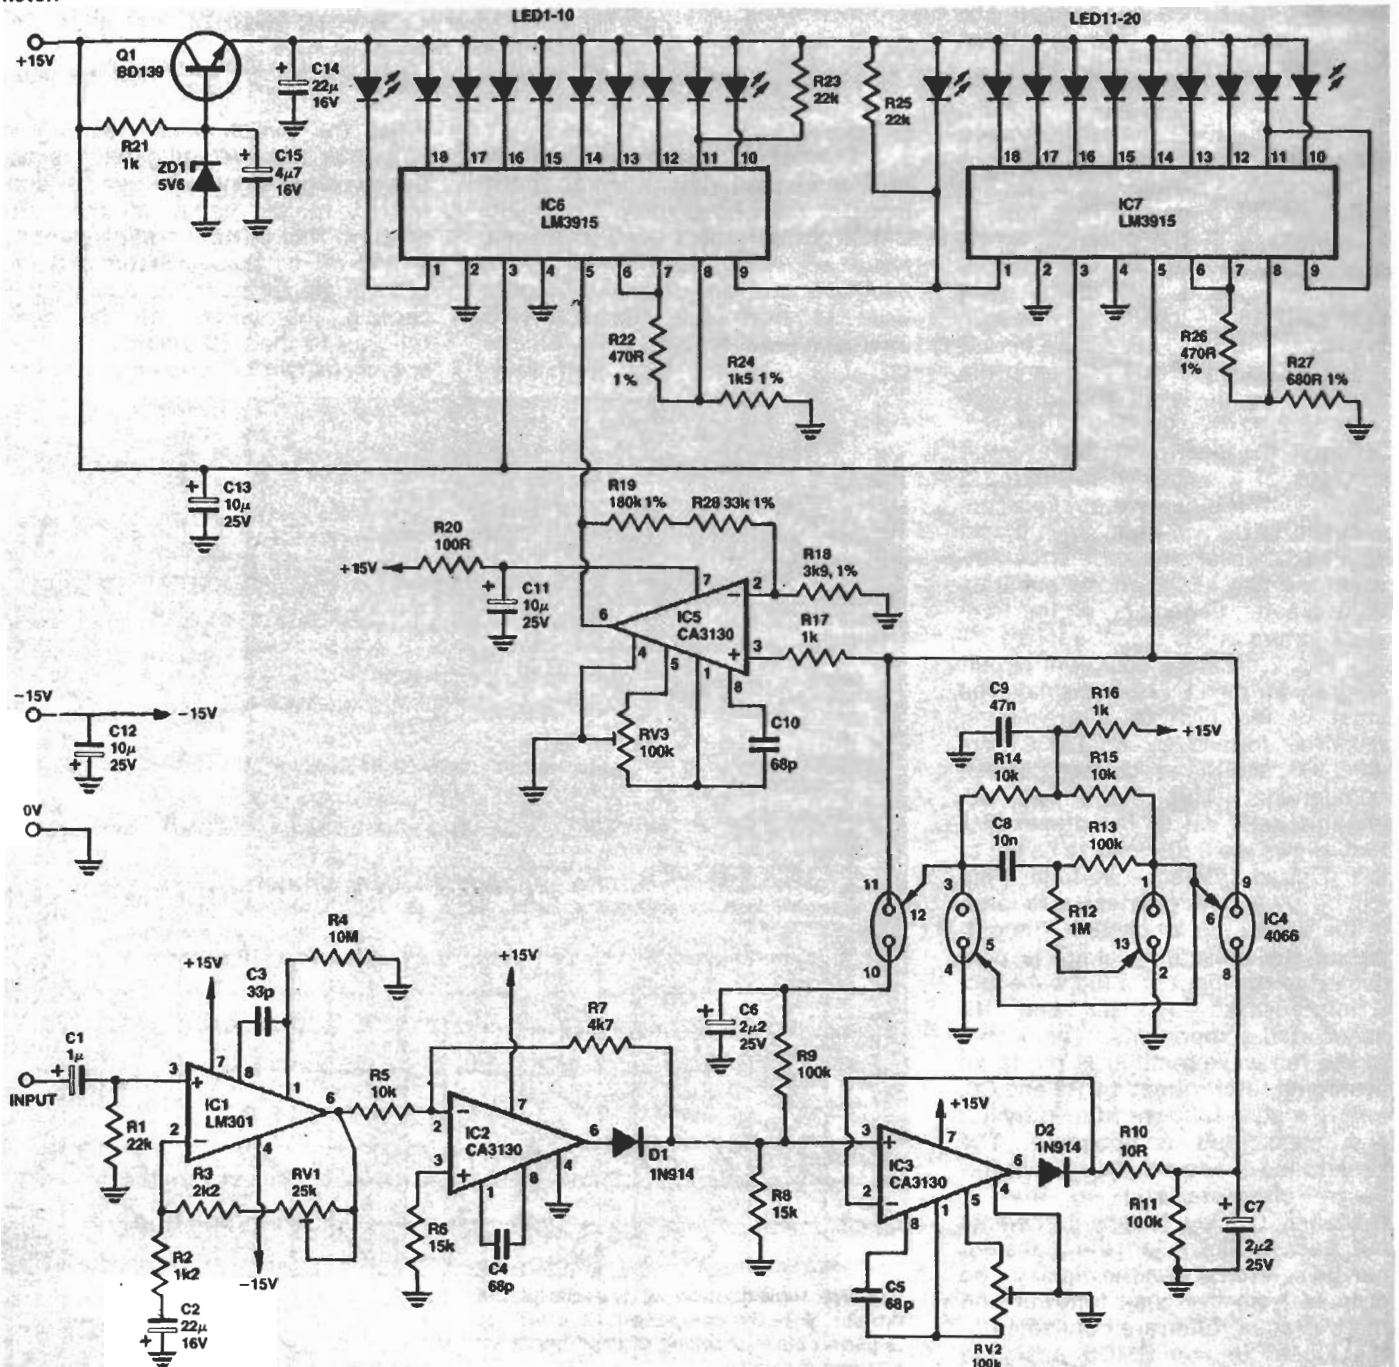 LED1-10
LED11-20
+15V
Q1
BD139
C14
22μ
16V
R23
22k
R25
22k
R21
1k
ZD1
5V6
C15
4μ7
16V
18 17 16 15 14 13 12 11 10
IC6
LM3915
1 2 3 4 5 6 7 8 9
18 17 16 15 14 13 12 11 10
IC7
LM3915
1 2 3 4 5 6 7 8 9
R22
470R
1%
R24
1k5 1%
R26
470R
1%
R27
680R 1%
C13
10μ
25V
R19
180k 1%
R28 33k 1%
R20
100R
+15V
C11
10μ
25V
R18
3k9, 1%
R17
1k
7
2
–
6
IC5
CA3130
+
3
4
5
1
8
RV3
100k
C10
68p
-15V
-15V
C12
10μ
25V
0V
C9
47n
R16
1k
+15V
R14
10k
R15
10k
C8
10n
R13
100k
R12
1M
11
12
10
3
5
4
1
13
2
9
6
8
IC4
4066
R4
10M
+15V
C3
33p
C1
1μ
INPUT
R1
22k
3
+
7
8
1
IC1
LM301
6
2
–
4
R3
2k2
RV1
25k
-15V
R2
1k2
C2
22μ
16V
R5
10k
+15V
R7
4k7
–
2
7
IC2
CA3130
6
3
+
1
8
4
D1
1N914
R6
15k
C4
68p
C6
2μ2
25V
R9
100k
R8
15k
+15V
3
+
7
IC3
CA3130
6
2
–
8
1
5
4
D2
1N914
R10
10R
R11
100k
C7
2μ2
25V
C5
68p
RV2
100k